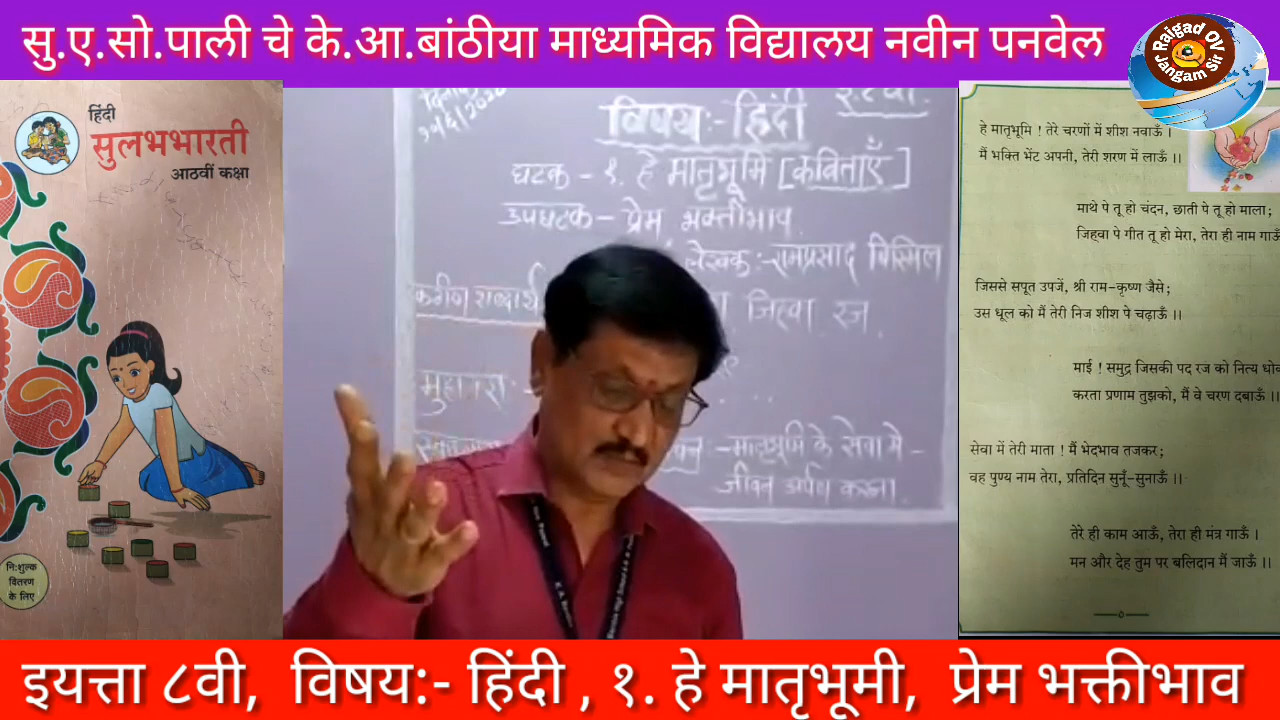 सु.ए.सो.पाली चे के.आ.बांठीया माध्यमिक विद्यालय नवीन पनवेल
Raigad OV
Jangam Sir
हिंदी
सुलभभारती
आठवीं कक्षा
नि:शुल्क
वितरण
के लिए
विषय:- हिंदी
घटक - १. हे मातृभूमि [कविताएँ]
उपघटक - प्रेम भक्तीभाव
लेखक :- रामप्रसाद बिस्मिल
शब्दार्थ जिह्वा रज
:- मातृभूमि के सेवा मे -
जीवन अर्पण करना
हे मातृभूमि ! तेरे चरणों में शीश नवाऊँ ।
मैं भक्ति भेंट अपनी, तेरी शरण में लाऊँ ।।
माथे पे तू हो चंदन, छाती पे तू हो माला;
जिह्वा पे गीत तू हो मेरा, तेरा ही नाम गाऊँ
जिससे सपूत उपजें, श्री राम-कृष्ण जैसे;
उस धूल को मैं तेरी निज शीश पे चढ़ाऊँ ।।
माई ! समुद्र जिसकी पद रज को नित्य धोक
करता प्रणाम तुझको, मैं वे चरण दबाऊँ ।।
सेवा में तेरी माता ! मैं भेदभाव तजकर;
वह पुण्य नाम तेरा, प्रतिदिन सुनूँ-सुनाऊँ ।।
तेरे ही काम आऊँ, तेरा ही मंत्र गाऊँ ।
मन और देह तुम पर बलिदान मैं जाऊँ ।।
इयत्ता ८वी, विषय:- हिंदी , १. हे मातृभूमी, प्रेम भक्तीभाव